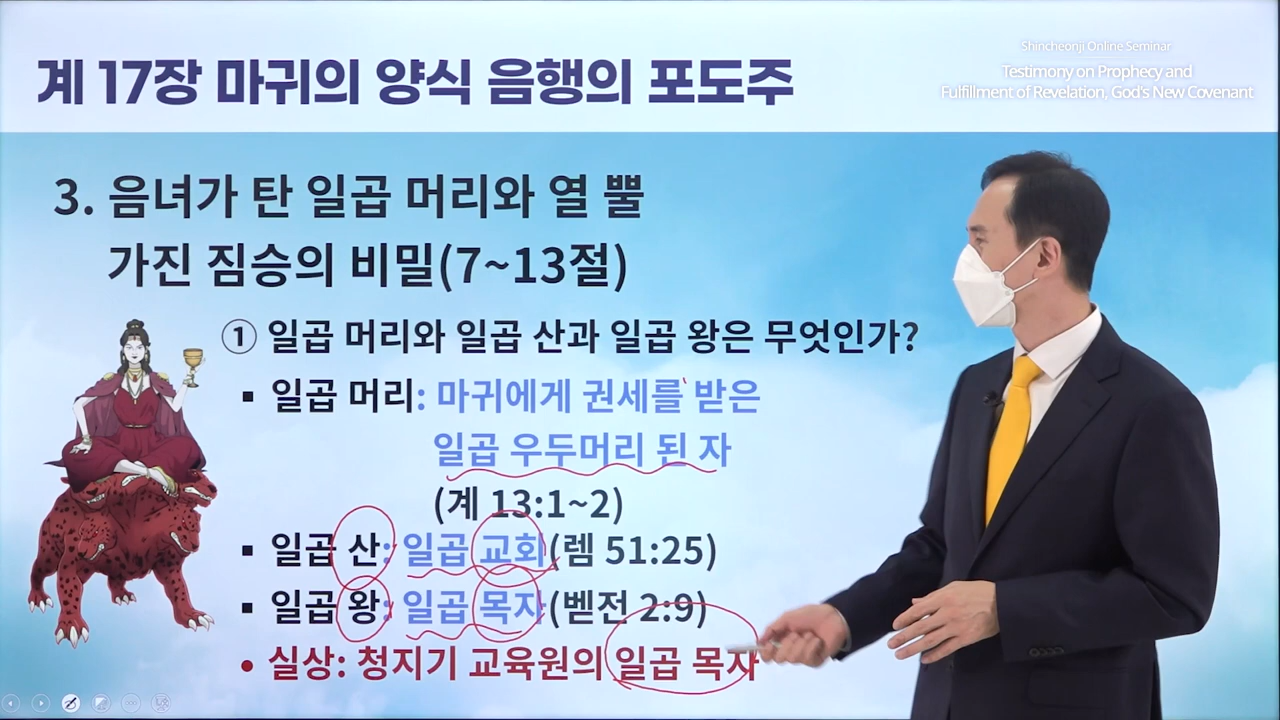 계 17장 마귀의 양식 음행의 포도주
Shincheonji Online Seminar
Testimony on Prophecy and
Fulfillment of Revelation, God's New Covenant
3. 음녀가 탄 일곱 머리와 열 뿔
가진 짐승의 비밀(7~13절)
① 일곱 머리와 일곱 산과 일곱 왕은 무엇인가?
▪ 일곱 머리: 마귀에게 권세를 받은
일곱 우두머리 된 자
(계 13:1~2)
▪ 일곱 산: 일곱 교회(렘 51:25)
▪ 일곱 왕: 일곱 목자(벧전 2:9)
• 실상: 청지기 교육원의 일곱 목자